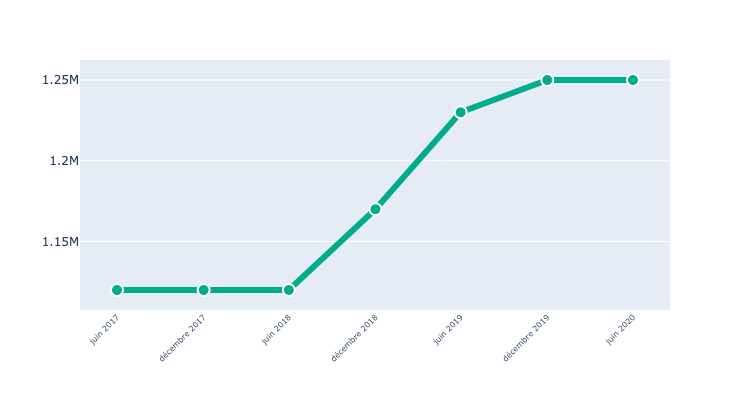 1.25M
1.2M
1.15M
juin 2017
décembre 2017
juin 2018
décembre 2018
juin 2019
décembre 2019
juin 2020